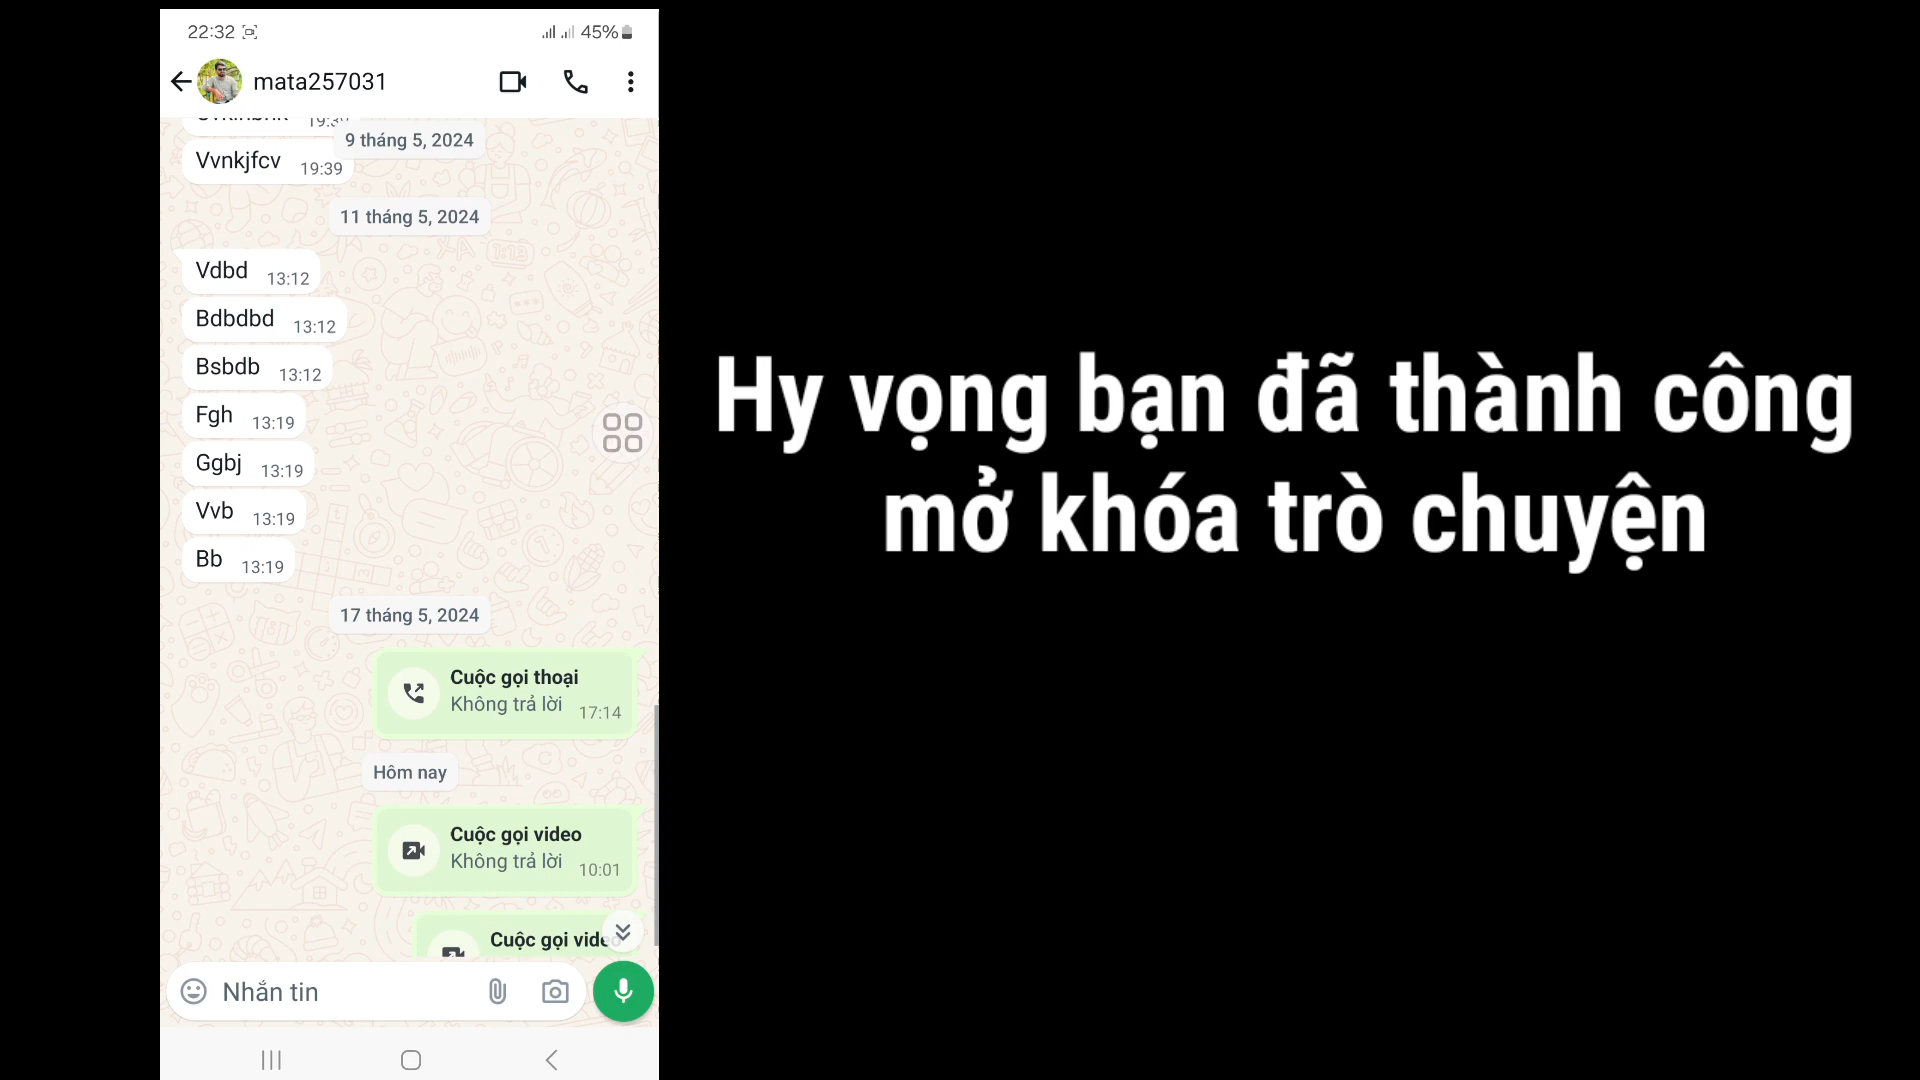 22:32 45%
mata257031
9 tháng 5, 2024
Vvnkjfcv 19:39
11 tháng 5, 2024
Vdbd 13:12
Bdbdbd 13:12
Bsbdb 13:12
Fgh 13:19
Ggbj 13:19
Vvb 13:19
Bb 13:19
17 tháng 5, 2024
Cuộc gọi thoại
Không trả lời 17:14
Hôm nay
Cuộc gọi video
Không trả lời 10:01
Cuộc gọi video
Nhắn tin
Hy vọng bạn đã thành công
mở khóa trò chuyện